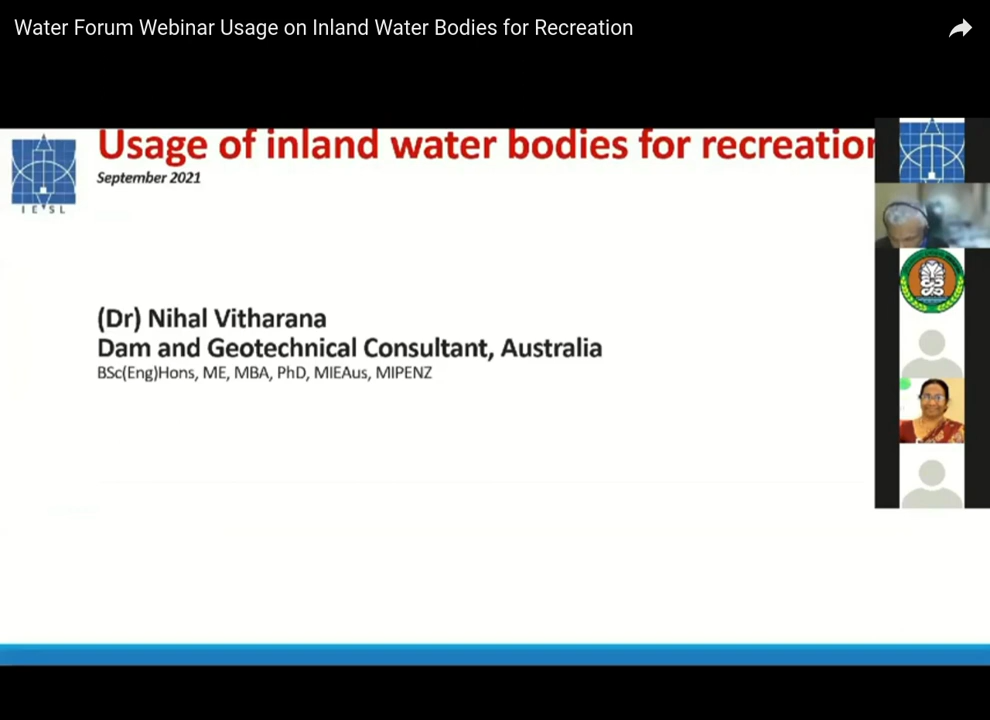 Water Forum Webinar Usage on Inland Water Bodies for Recreation
Usage of inland water bodies for recreation
September 2021
I E SL
(Dr) Nihal Vitharana
Dam and Geotechnical Consultant, Australia
BSc(Eng)Hons, ME, MBA, PhD, MIEAus, MIPENZ